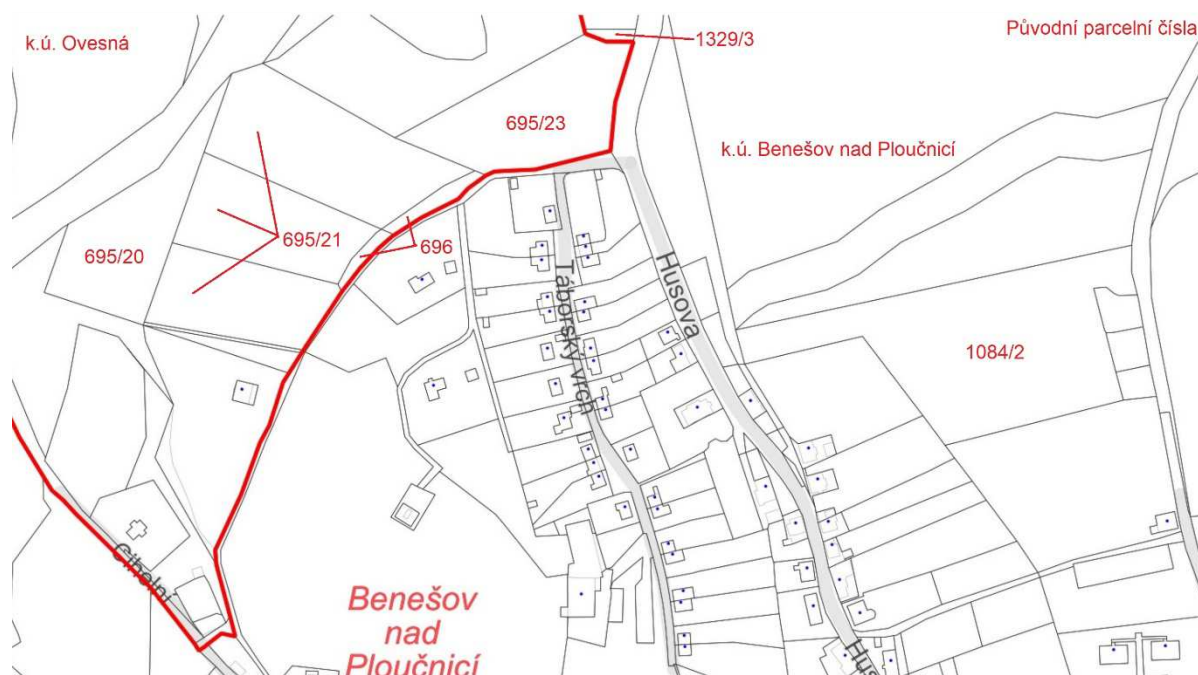 k.ú. Ovesná
1329/3
Původní parcelní čísla
695/23
k.ú. Benešov nad Ploučnicí
695/21
696
695/20
Husova
Táborský vrch
1084/2
Cihelní
Benešov
nad
Ploučnicí
Hus